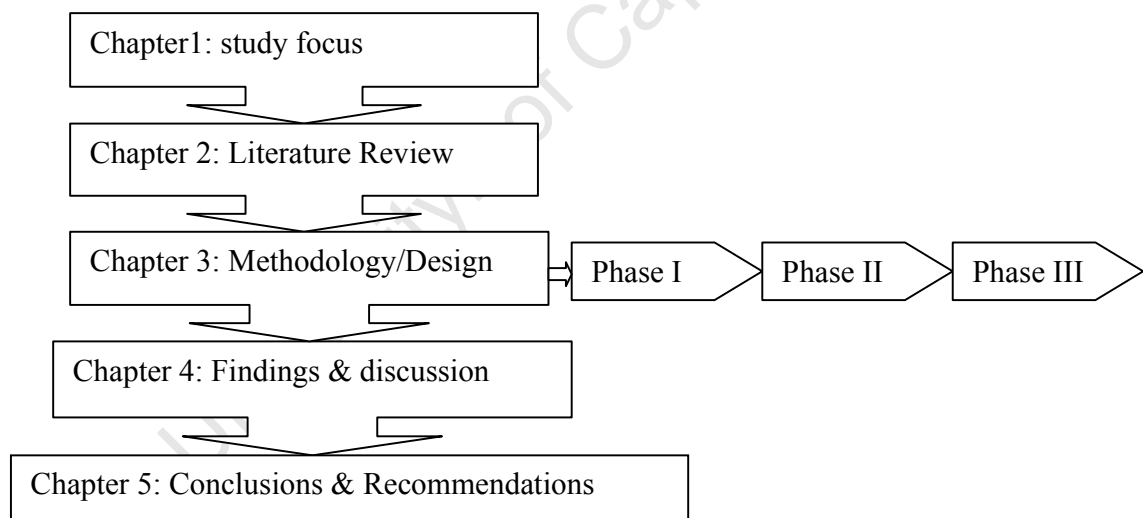 Chapter1: study focus
Chapter 2: Literature Review
Chapter 3: Methodology/Design
Phase I
Phase II
Phase III
Chapter 4: Findings & discussion
Chapter 5: Conclusions & Recommendations